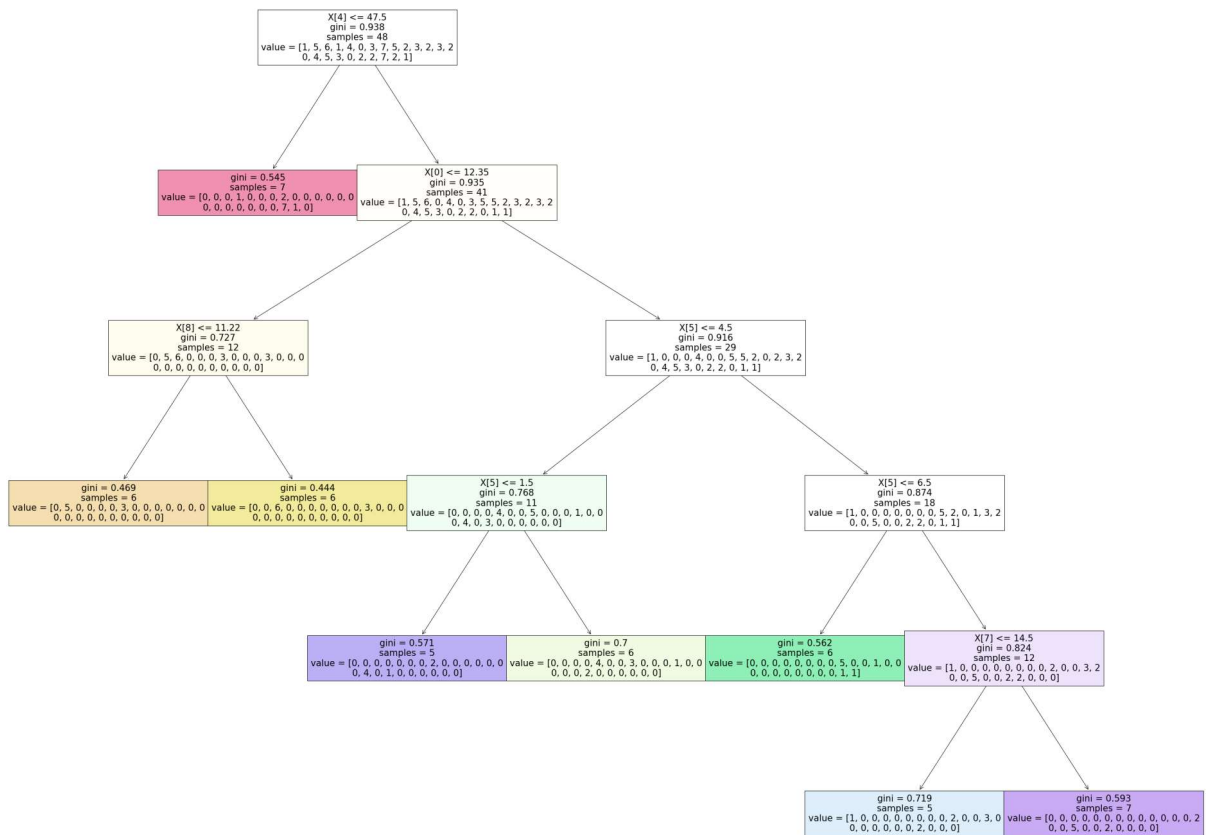 X[4] <= 47.5
gini = 0.938
samples = 48
value = [1, 5, 6, 1, 4, 0, 3, 7, 5, 2, 3, 2, 3, 2
0, 4, 5, 3, 0, 2, 2, 7, 2, 1]
gini = 0.545
samples = 7
value = [0, 0, 0, 1, 0, 0, 0, 2, 0, 0, 0, 0, 0, 0
0, 0, 0, 0, 0, 0, 0, 7, 1, 0]
X[0] <= 12.35
gini = 0.935
samples = 41
value = [1, 5, 6, 0, 4, 0, 3, 5, 5, 2, 3, 2, 3, 2
0, 4, 5, 3, 0, 2, 2, 0, 1, 1]
X[8] <= 11.22
gini = 0.727
samples = 12
value = [0, 5, 6, 0, 0, 0, 3, 0, 0, 0, 3, 0, 0, 0
0, 0, 0, 0, 0, 0, 0, 0, 0, 0]
X[5] <= 4.5
gini = 0.916
samples = 29
value = [1, 0, 0, 0, 4, 0, 0, 5, 5, 2, 0, 2, 3, 2
0, 4, 5, 3, 0, 2, 2, 0, 1, 1]
gini = 0.469
samples = 6
value = [0, 5, 0, 0, 0, 0, 3, 0, 0, 0, 0, 0, 0, 0
0, 0, 0, 0, 0, 0, 0, 0, 0, 0]
gini = 0.444
samples = 6
value = [0, 0, 6, 0, 0, 0, 0, 0, 0, 0, 3, 0, 0, 0
0, 0, 0, 0, 0, 0, 0, 0, 0, 0]
X[5] <= 1.5
gini = 0.768
samples = 11
value = [0, 0, 0, 0, 4, 0, 0, 5, 0, 0, 0, 1, 0, 0
0, 4, 0, 3, 0, 0, 0, 0, 0, 0]
X[5] <= 6.5
gini = 0.874
samples = 18
value = [1, 0, 0, 0, 0, 0, 0, 0, 5, 2, 0, 1, 3, 2
0, 0, 5, 0, 0, 2, 2, 0, 1, 1]
gini = 0.571
samples = 5
value = [0, 0, 0, 0, 0, 0, 0, 2, 0, 0, 0, 0, 0, 0
0, 4, 0, 1, 0, 0, 0, 0, 0, 0]
gini = 0.7
samples = 6
value = [0, 0, 0, 0, 4, 0, 0, 3, 0, 0, 0, 1, 0, 0
0, 0, 0, 2, 0, 0, 0, 0, 0, 0]
gini = 0.562
samples = 6
value = [0, 0, 0, 0, 0, 0, 0, 0, 5, 0, 0, 1, 0, 0
0, 0, 0, 0, 0, 0, 0, 0, 1, 1]
X[7] <= 14.5
gini = 0.824
samples = 12
value = [1, 0, 0, 0, 0, 0, 0, 0, 0, 2, 0, 0, 3, 2
0, 0, 5, 0, 0, 2, 2, 0, 0, 0]
gini = 0.719
samples = 5
value = [1, 0, 0, 0, 0, 0, 0, 0, 0, 2, 0, 0, 3, 0
0, 0, 0, 0, 0, 0, 2, 0, 0, 0]
gini = 0.593
samples = 7
value = [0, 0, 0, 0, 0, 0, 0, 0, 0, 0, 0, 0, 0, 2
0, 0, 5, 0, 0, 2, 0, 0, 0, 0]